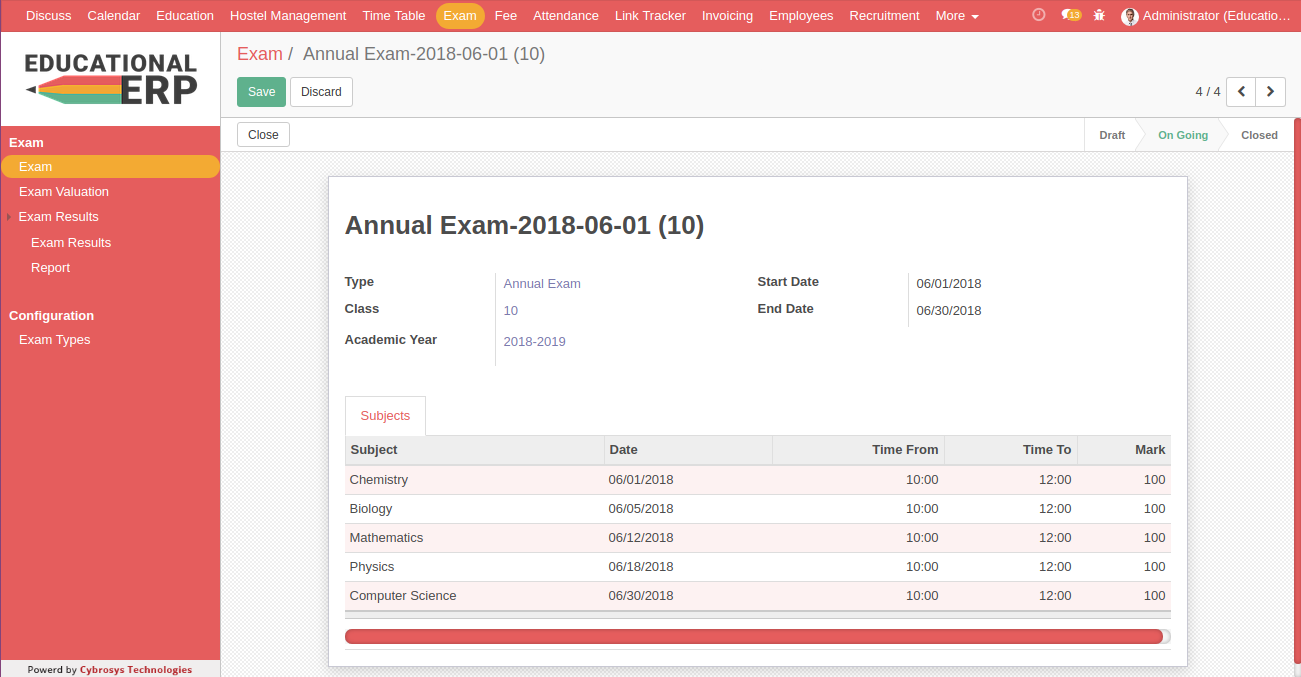 Discuss Calendar Education Hostel Management Time Table Exam Fee Attendance Link Tracker Invoicing Employees Recruitment More 13 Administrator (Educatio...
EDUCATIONAL
ERP
Exam / Annual Exam-2018-06-01 (10)
Save Discard 4 / 4
Close Draft On Going Closed
Exam
Exam
Exam Valuation
Exam Results
Exam Results
Report
Configuration
Exam Types
Powerd by Cybrosys Technologies
Annual Exam-2018-06-01 (10)
Type Annual Exam Start Date 06/01/2018
Class 10 End Date 06/30/2018
Academic Year 2018-2019
Subjects
Subject Date Time From Time To Mark
Chemistry 06/01/2018 10:00 12:00 100
Biology 06/05/2018 10:00 12:00 100
Mathematics 06/12/2018 10:00 12:00 100
Physics 06/18/2018 10:00 12:00 100
Computer Science 06/30/2018 10:00 12:00 100